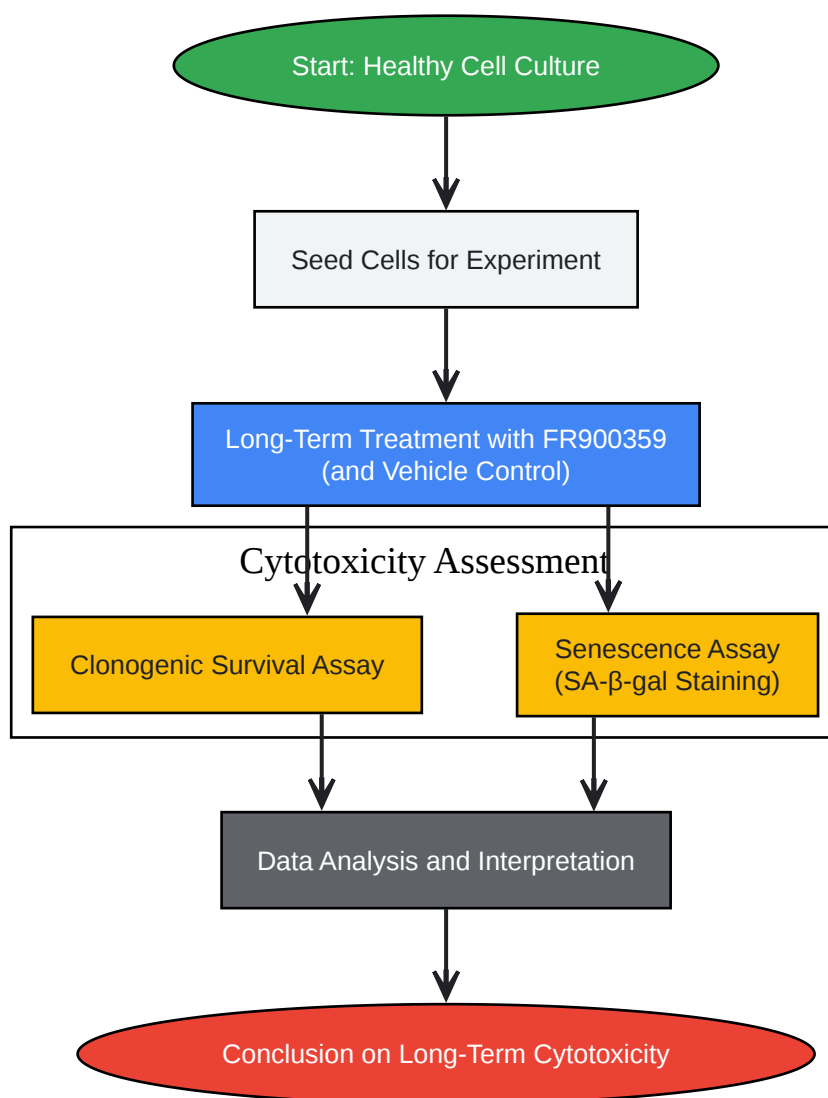 Start: Healthy Cell Culture
Seed Cells for Experiment
Long-Term Treatment with FR900359
(and Vehicle Control)
Cytotoxicity Assessment
Clonogenic Survival Assay
Senescence Assay
(SA-β-gal Staining)
Data Analysis and Interpretation
Conclusion on Long-Term Cytotoxicity